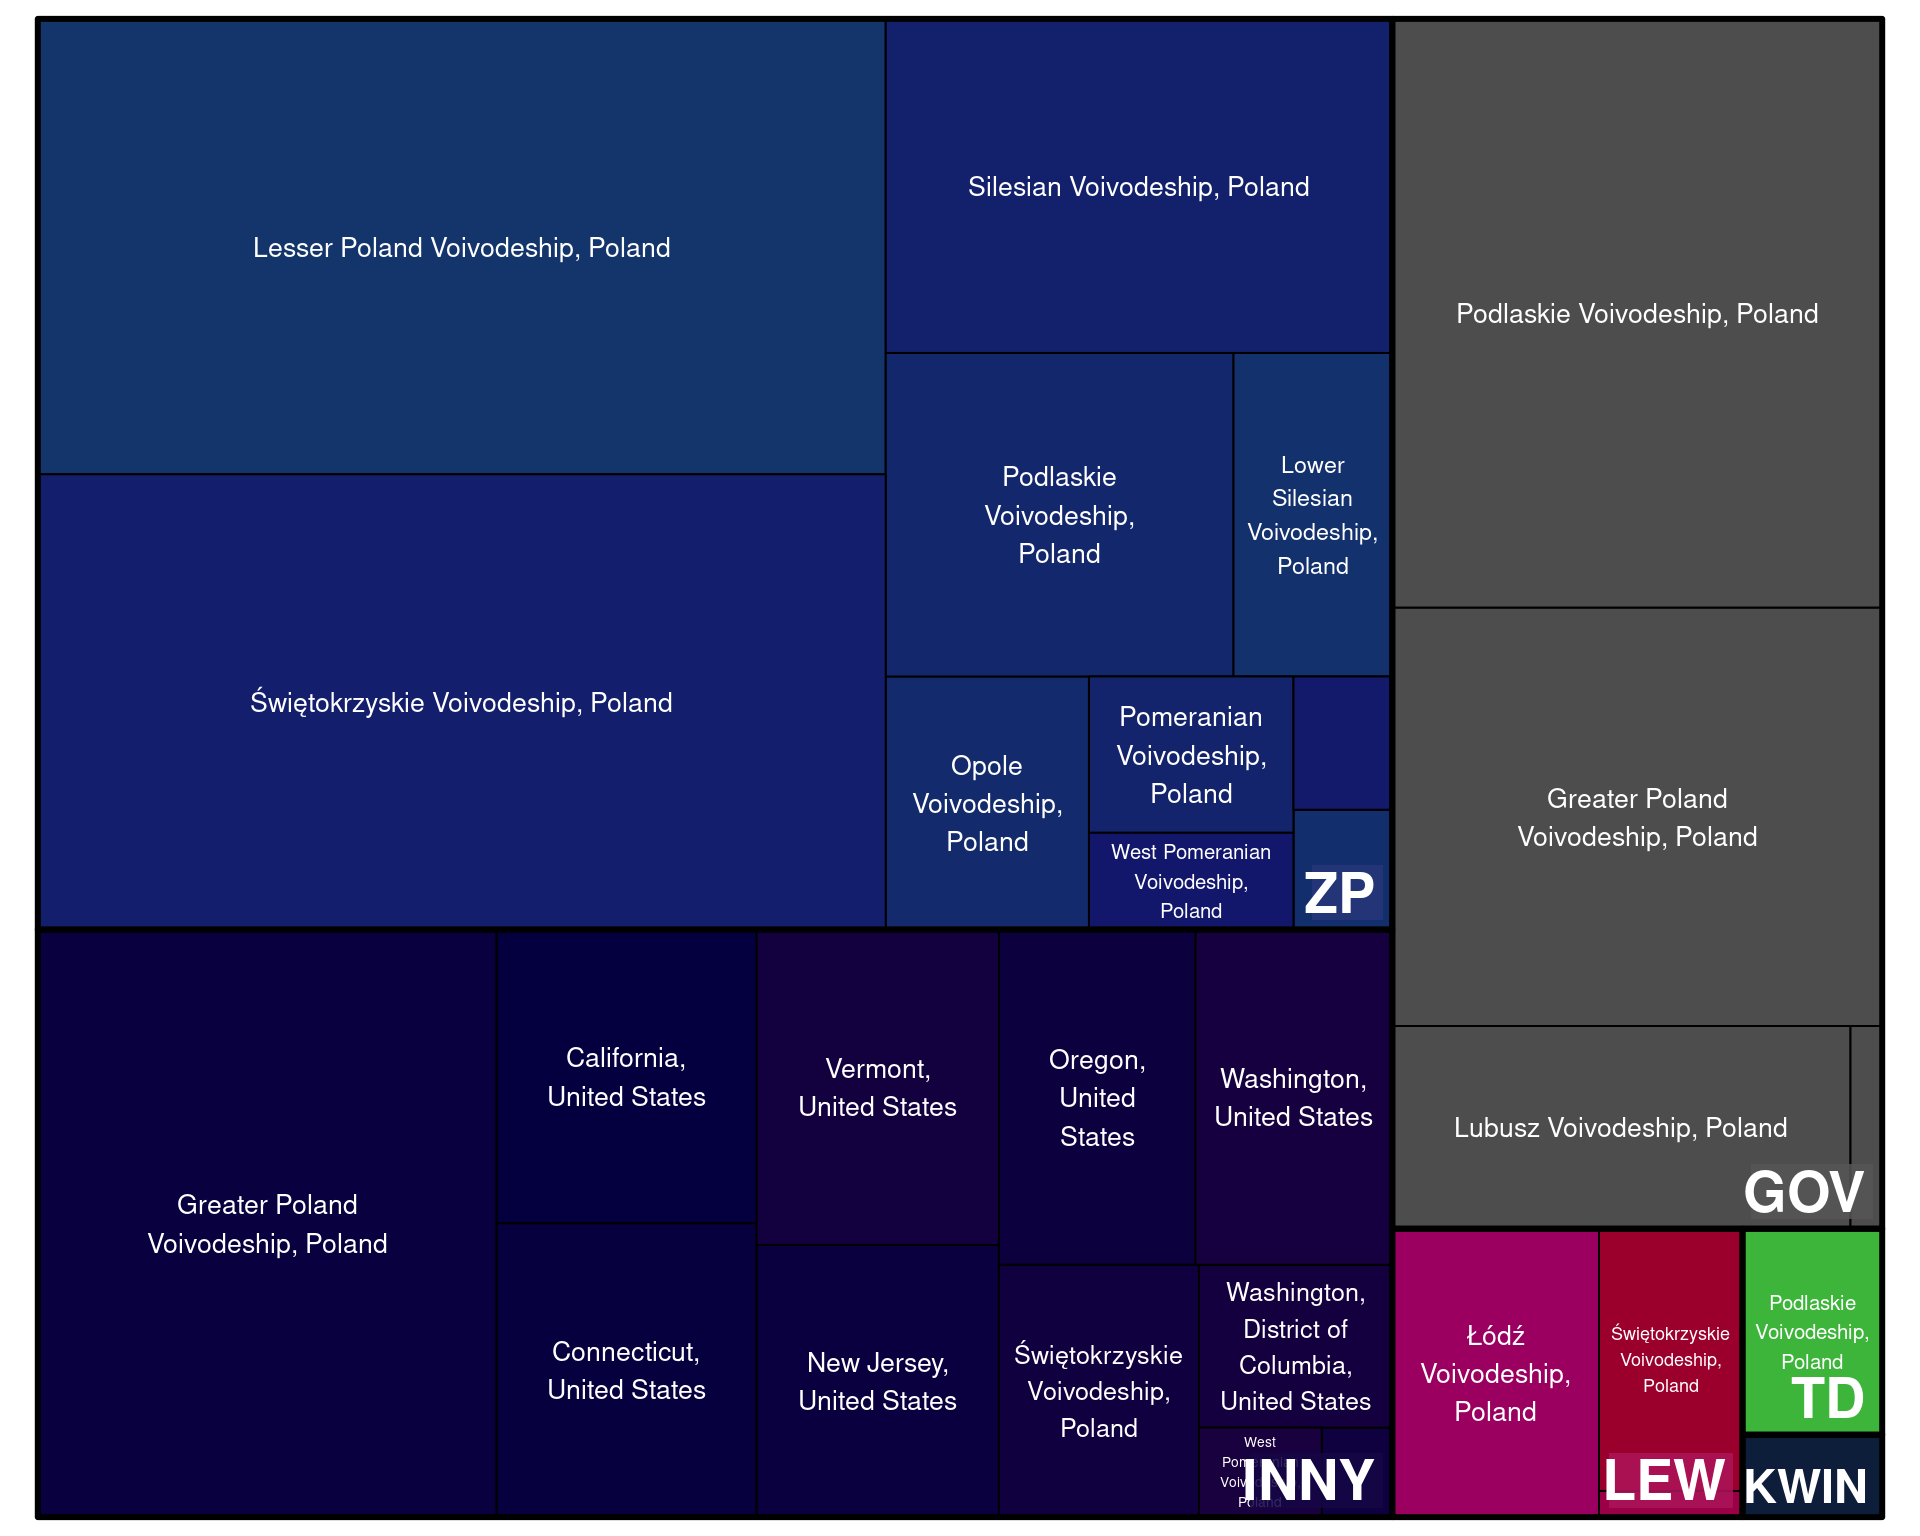 Lesser Poland Voivodeship, Poland
Świętokrzyskie Voivodeship, Poland
Silesian Voivodeship, Poland
Podlaskie
Voivodeship,
Poland
Lower
Silesian
Voivodeship,
Poland
Opole
Voivodeship,
Poland
Pomeranian
Voivodeship,
Poland
West Pomeranian
Voivodeship,
Poland
ZP
Podlaskie Voivodeship, Poland
Greater Poland
Voivodeship, Poland
Lubusz Voivodeship, Poland
GOV
Greater Poland
Voivodeship, Poland
California,
United States
Connecticut,
United States
Vermont,
United States
New Jersey,
United States
Oregon,
United
States
Washington,
United States
Świętokrzyskie
Voivodeship,
Poland
Washington,
District of
Columbia,
United States
West
Poland
INNY
Łódź
Voivodeship,
Poland
Świętokrzyskie
Voivodeship,
Poland
LEW
Podlaskie
Voivodeship,
Poland
TD
KWIN